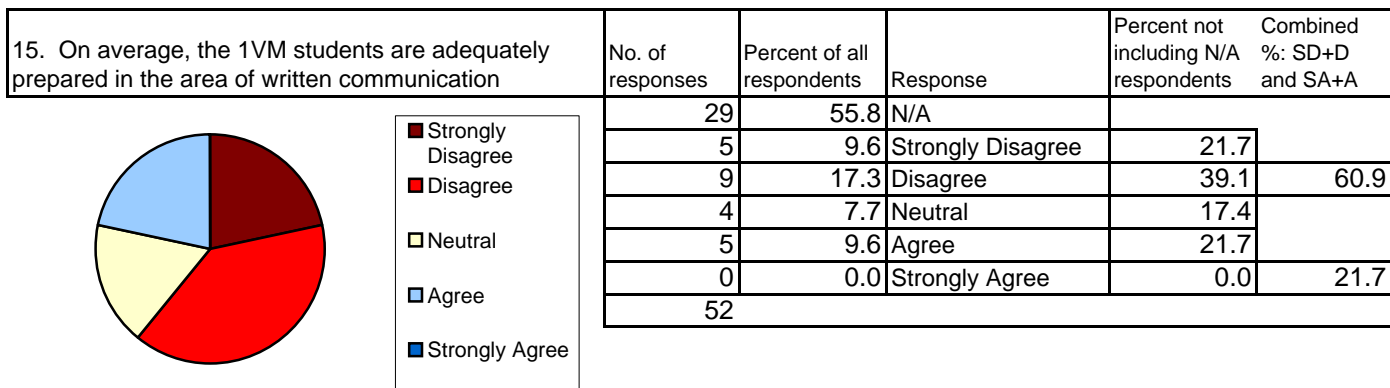 15. On average, the 1VM students are adequately
prepared in the area of written communication
No. of
responses
Percent of all
respondents
Response
Percent not
including N/A
respondents
Combined
%: SD+D
and SA+A
29 55.8 N/A
5 9.6 Strongly Disagree 21.7
9 17.3 Disagree 39.1 60.9
4 7.7 Neutral 17.4
5 9.6 Agree 21.7
0 0.0 Strongly Agree 0.0 21.7
52
Strongly
Disagree
Disagree
Neutral
Agree
Strongly Agree